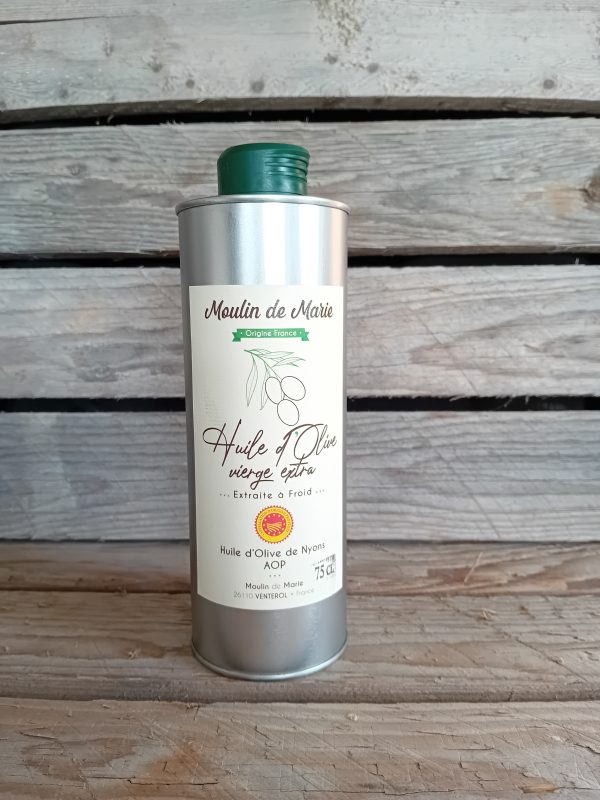 Moulin de Marie
• Origine France •
Huile d'Olive
vierge extra
... Extraite à Froid ...
Huile d'Olive de Nyons
AOP
...
75 CL
Moulin de Marie
26110 VENTEROL • France